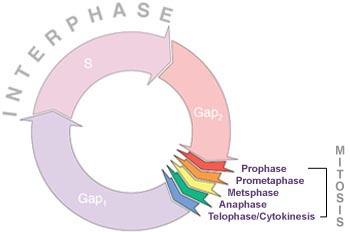 INTERPHASE
S
Gap2
Gap1
Prophase
Prometaphase
Metsphase
Anaphase
Telophase/Cytokinesis
MITOSIS